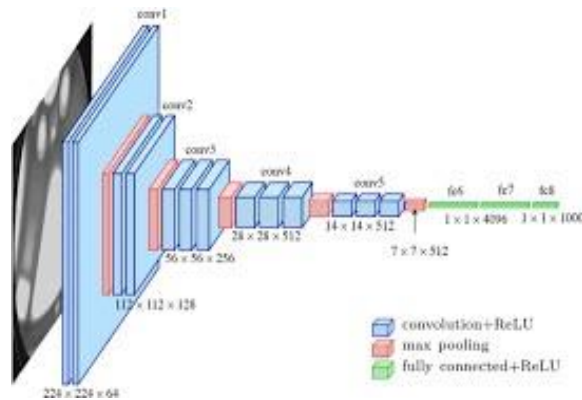 conv1
conv2
conv3
conv4
conv5
fc6
fc7
fc8
1 × 1 × 4096
1 × 1 × 1000
28 × 28 × 512
14 × 14 × 512
7 × 7 × 512
56 × 56 × 256
112 × 112 × 128
224 × 224 × 64
convolution+ReLU
max pooling
fully connected+ReLU